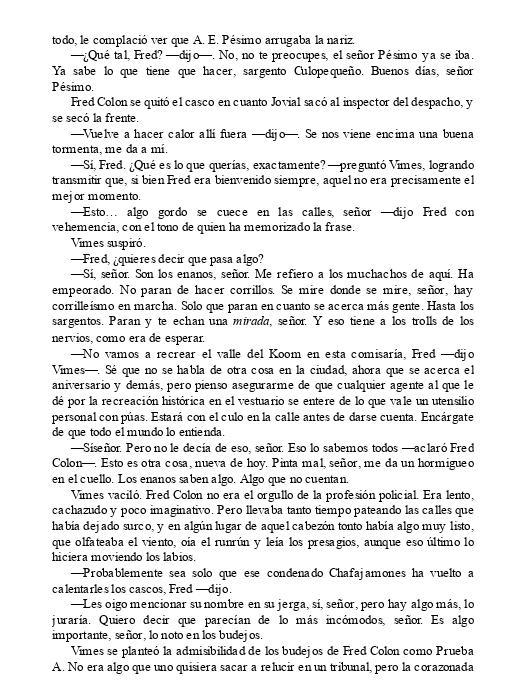 todo, le complació ver que A. E. Pésimo arrugaba la nariz.
—¿Qué tal, Fred? —dijo—. No, no te preocupes, el señor Pésimo ya se iba.
Ya sabe lo que tiene que hacer, sargento Culopequeño. Buenos días, señor
Pésimo.
Fred Colon se quitó el casco en cuanto Jovial sacó al inspector del despacho, y
se secó la frente.
—Vuelve a hacer calor allí fuera —dijo—. Se nos viene encima una buena
tormenta, me da a mí.
—Sí, Fred. ¿Qué es lo que querías, exactamente? —preguntó Vimes, logrando
transmitir que, si bien Fred era bienvenido siempre, aquel no era precisamente el
mejor momento.
—Esto… algo gordo se cuece en las calles, señor —dijo Fred con
vehemencia, con el tono de quien ha memorizado la frase.
Vimes suspiró.
—Fred, ¿quieres decir que pasa algo?
—Sí, señor. Son los enanos, señor. Me refiero a los muchachos de aquí. Ha
empeorado. No paran de hacer corrillos. Se mire donde se mire, señor, hay
corrilleísmo en marcha. Solo que paran en cuanto se acerca más gente. Hasta los
sargentos. Paran y te echan una mirada, señor. Y eso tiene a los trolls de los
nervios, como era de esperar.
—No vamos a recrear el valle del Koom en esta comisaría, Fred —dijo
Vimes—. Sé que no se habla de otra cosa en la ciudad, ahora que se acerca el
aniversario y demás, pero pienso asegurarme de que cualquier agente al que le
dé por la recreación histórica en el vestuario se entere de lo que vale un utensilio
personal con púas. Estará con el culo en la calle antes de darse cuenta. Encárgate
de que todo el mundo lo entienda.
—Síseñor. Pero no le decía de eso, señor. Eso lo sabemos todos —aclaró Fred
Colon—. Esto es otra cosa, nueva de hoy. Pinta mal, señor, me da un hormigueo
en el cuello. Los enanos saben algo. Algo que no cuentan.
Vimes vaciló. Fred Colon no era el orgullo de la profesión policial. Era lento,
cachazudo y poco imaginativo. Pero llevaba tanto tiempo pateando las calles que
había dejado surco, y en algún lugar de aquel cabezón tonto había algo muy listo,
que olfateaba el viento, oía el runrún y leía los presagios, aunque eso último lo
hiciera moviendo los labios.
—Probablemente sea solo que ese condenado Chafajamones ha vuelto a
calentarles los cascos, Fred —dijo.
—Les oigo mencionar su nombre en su jerga, sí, señor, pero hay algo más, lo
juraría. Quiero decir que parecían de lo más incómodos, señor. Es algo
importante, señor, lo noto en los budejos.
Vimes se planteó la admisibilidad de los budejos de Fred Colon como Prueba
A. No era algo que uno quisiera sacar a relucir en un tribunal, pero la corazonada